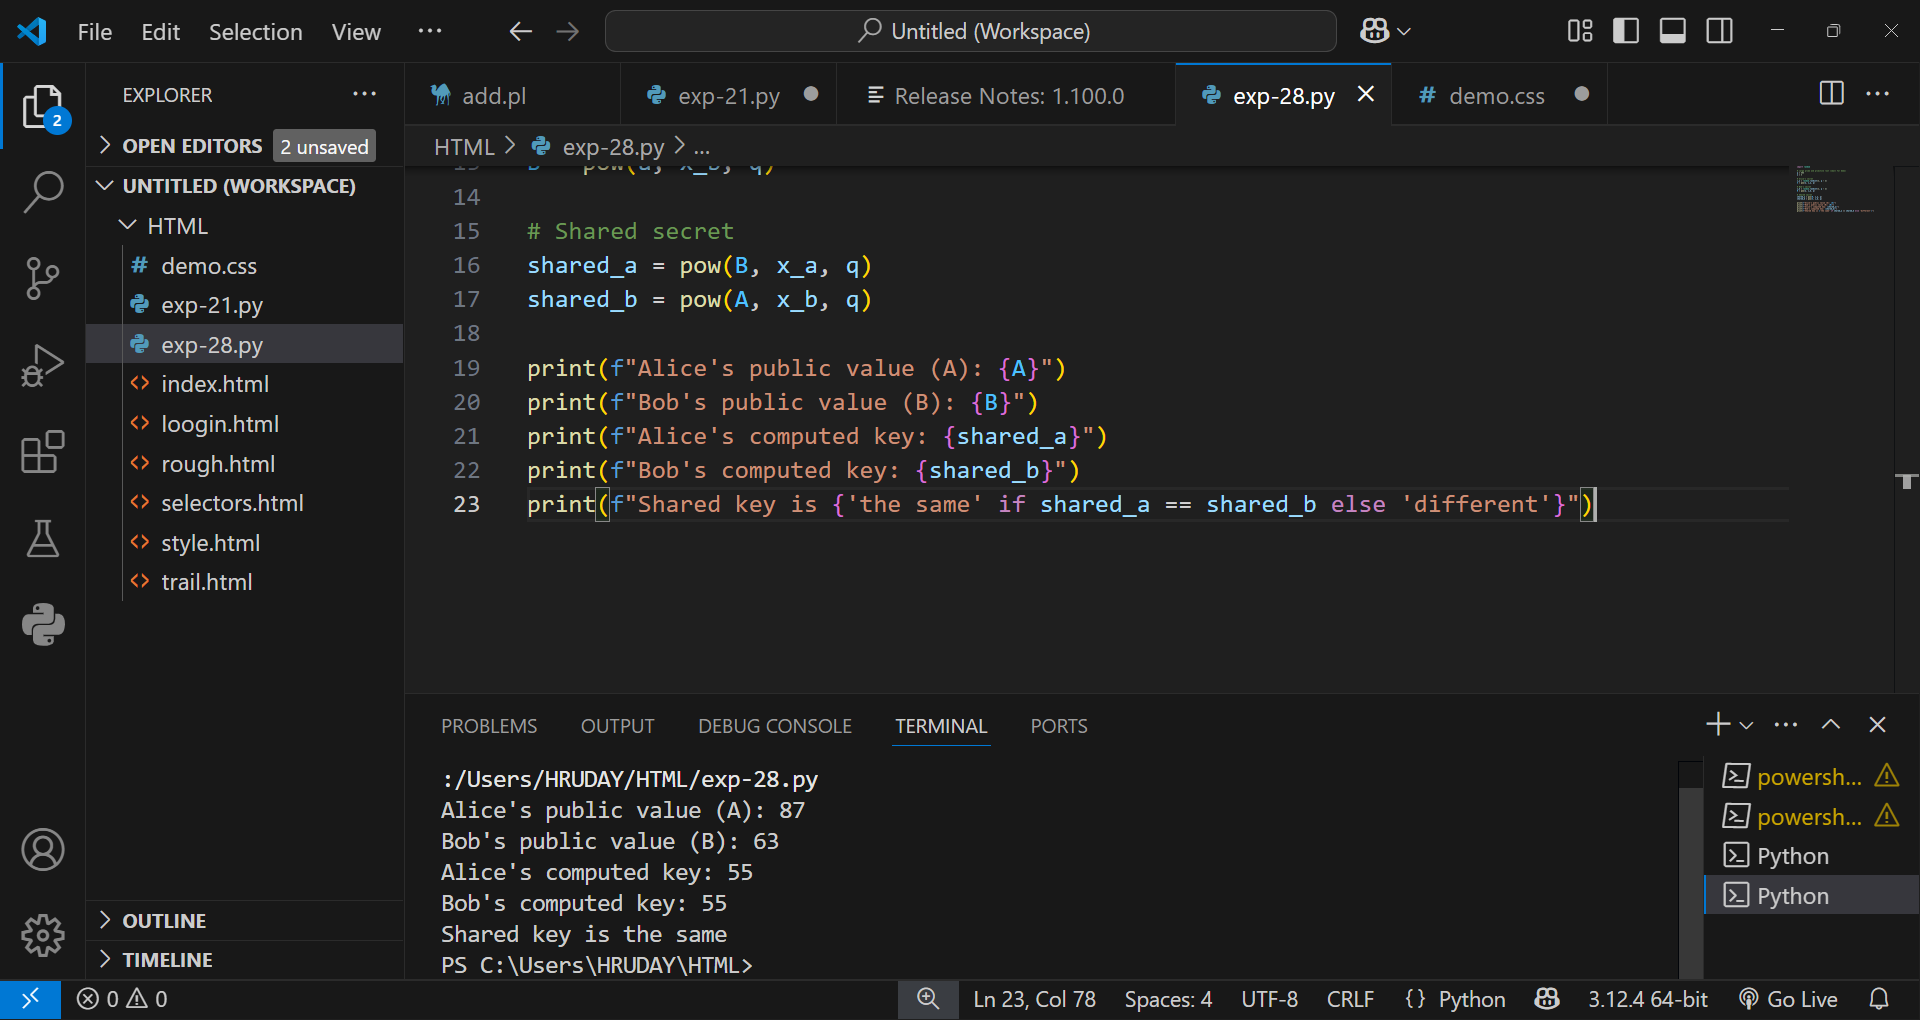 File Edit Selection View ··· Untitled (Workspace)
EXPLORER ···
2
OPEN EDITORS 2 unsaved
UNTITLED (WORKSPACE)
HTML
# demo.css
exp-21.py
exp-28.py
<> index.html
<> loogin.html
<> rough.html
<> selectors.html
<> style.html
<> trail.html
OUTLINE
TIMELINE
add.pl exp-21.py Release Notes: 1.100.0 exp-28.py # demo.css
HTML > exp-28.py > ...
14
15 # Shared secret
16 shared_a = pow(B, x_a, q)
17 shared_b = pow(A, x_b, q)
18
19 print(f"Alice's public value (A): {A}")
20 print(f"Bob's public value (B): {B}")
21 print(f"Alice's computed key: {shared_a}")
22 print(f"Bob's computed key: {shared_b}")
23 print(f"Shared key is {'the same' if shared_a == shared_b else 'different'}")
PROBLEMS OUTPUT DEBUG CONSOLE TERMINAL PORTS
:/Users/HRUDAY/HTML/exp-28.py
Alice's public value (A): 87
Bob's public value (B): 63
Alice's computed key: 55
Bob's computed key: 55
Shared key is the same
PS C:\Users\HRUDAY\HTML>
powersh...
powersh...
Python
Python
0 0 Ln 23, Col 78 Spaces: 4 UTF-8 CRLF {} Python 3.12.4 64-bit Go Live